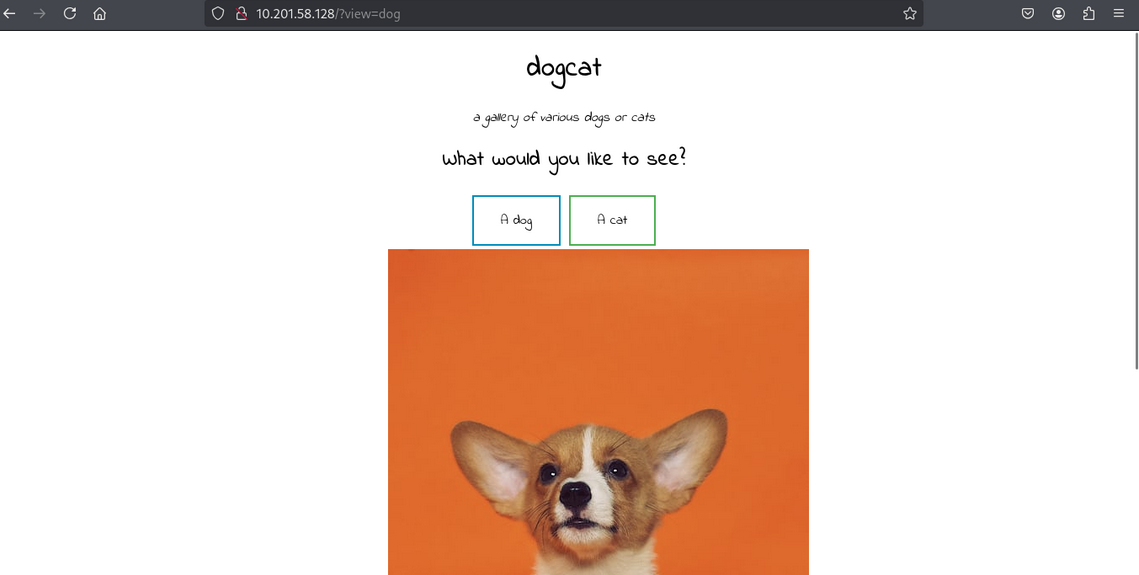 10.201.58.128/?view=dog
dogcat
a gallery of various dogs or cats
What would you like to see?
A dog
A cat